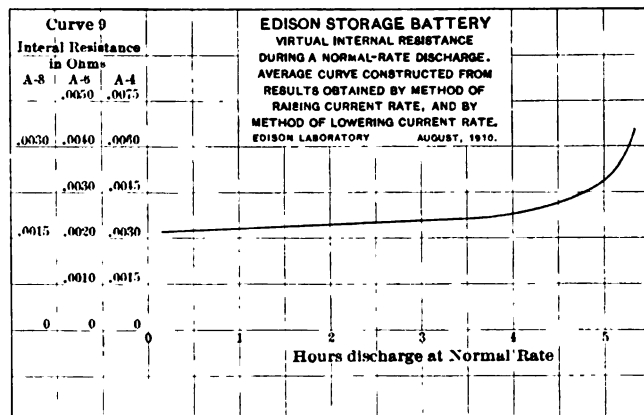 Curve 9
Interal Resistance
in Ohms
A-8 A-6 A-4
.0050 .0075
.0030 .0040 .0060
.0030 .0045
.0015 .0020 .0030
.0010 .0015
0 0 0
EDISON STORAGE BATTERY
VIRTUAL INTERNAL RESISTANCE
DURING A NORMAL-RATE DISCHARGE.
AVERAGE CURVE CONSTRUCTED FROM
RESULTS OBTAINED BY METHOD OF
RAISING CURRENT RATE, AND BY
METHOD OF LOWERING CURRENT RATE.
EDISON LABORATORY AUGUST, 1910.
0 1 2 3 4 5
Hours discharge at Normal Rate